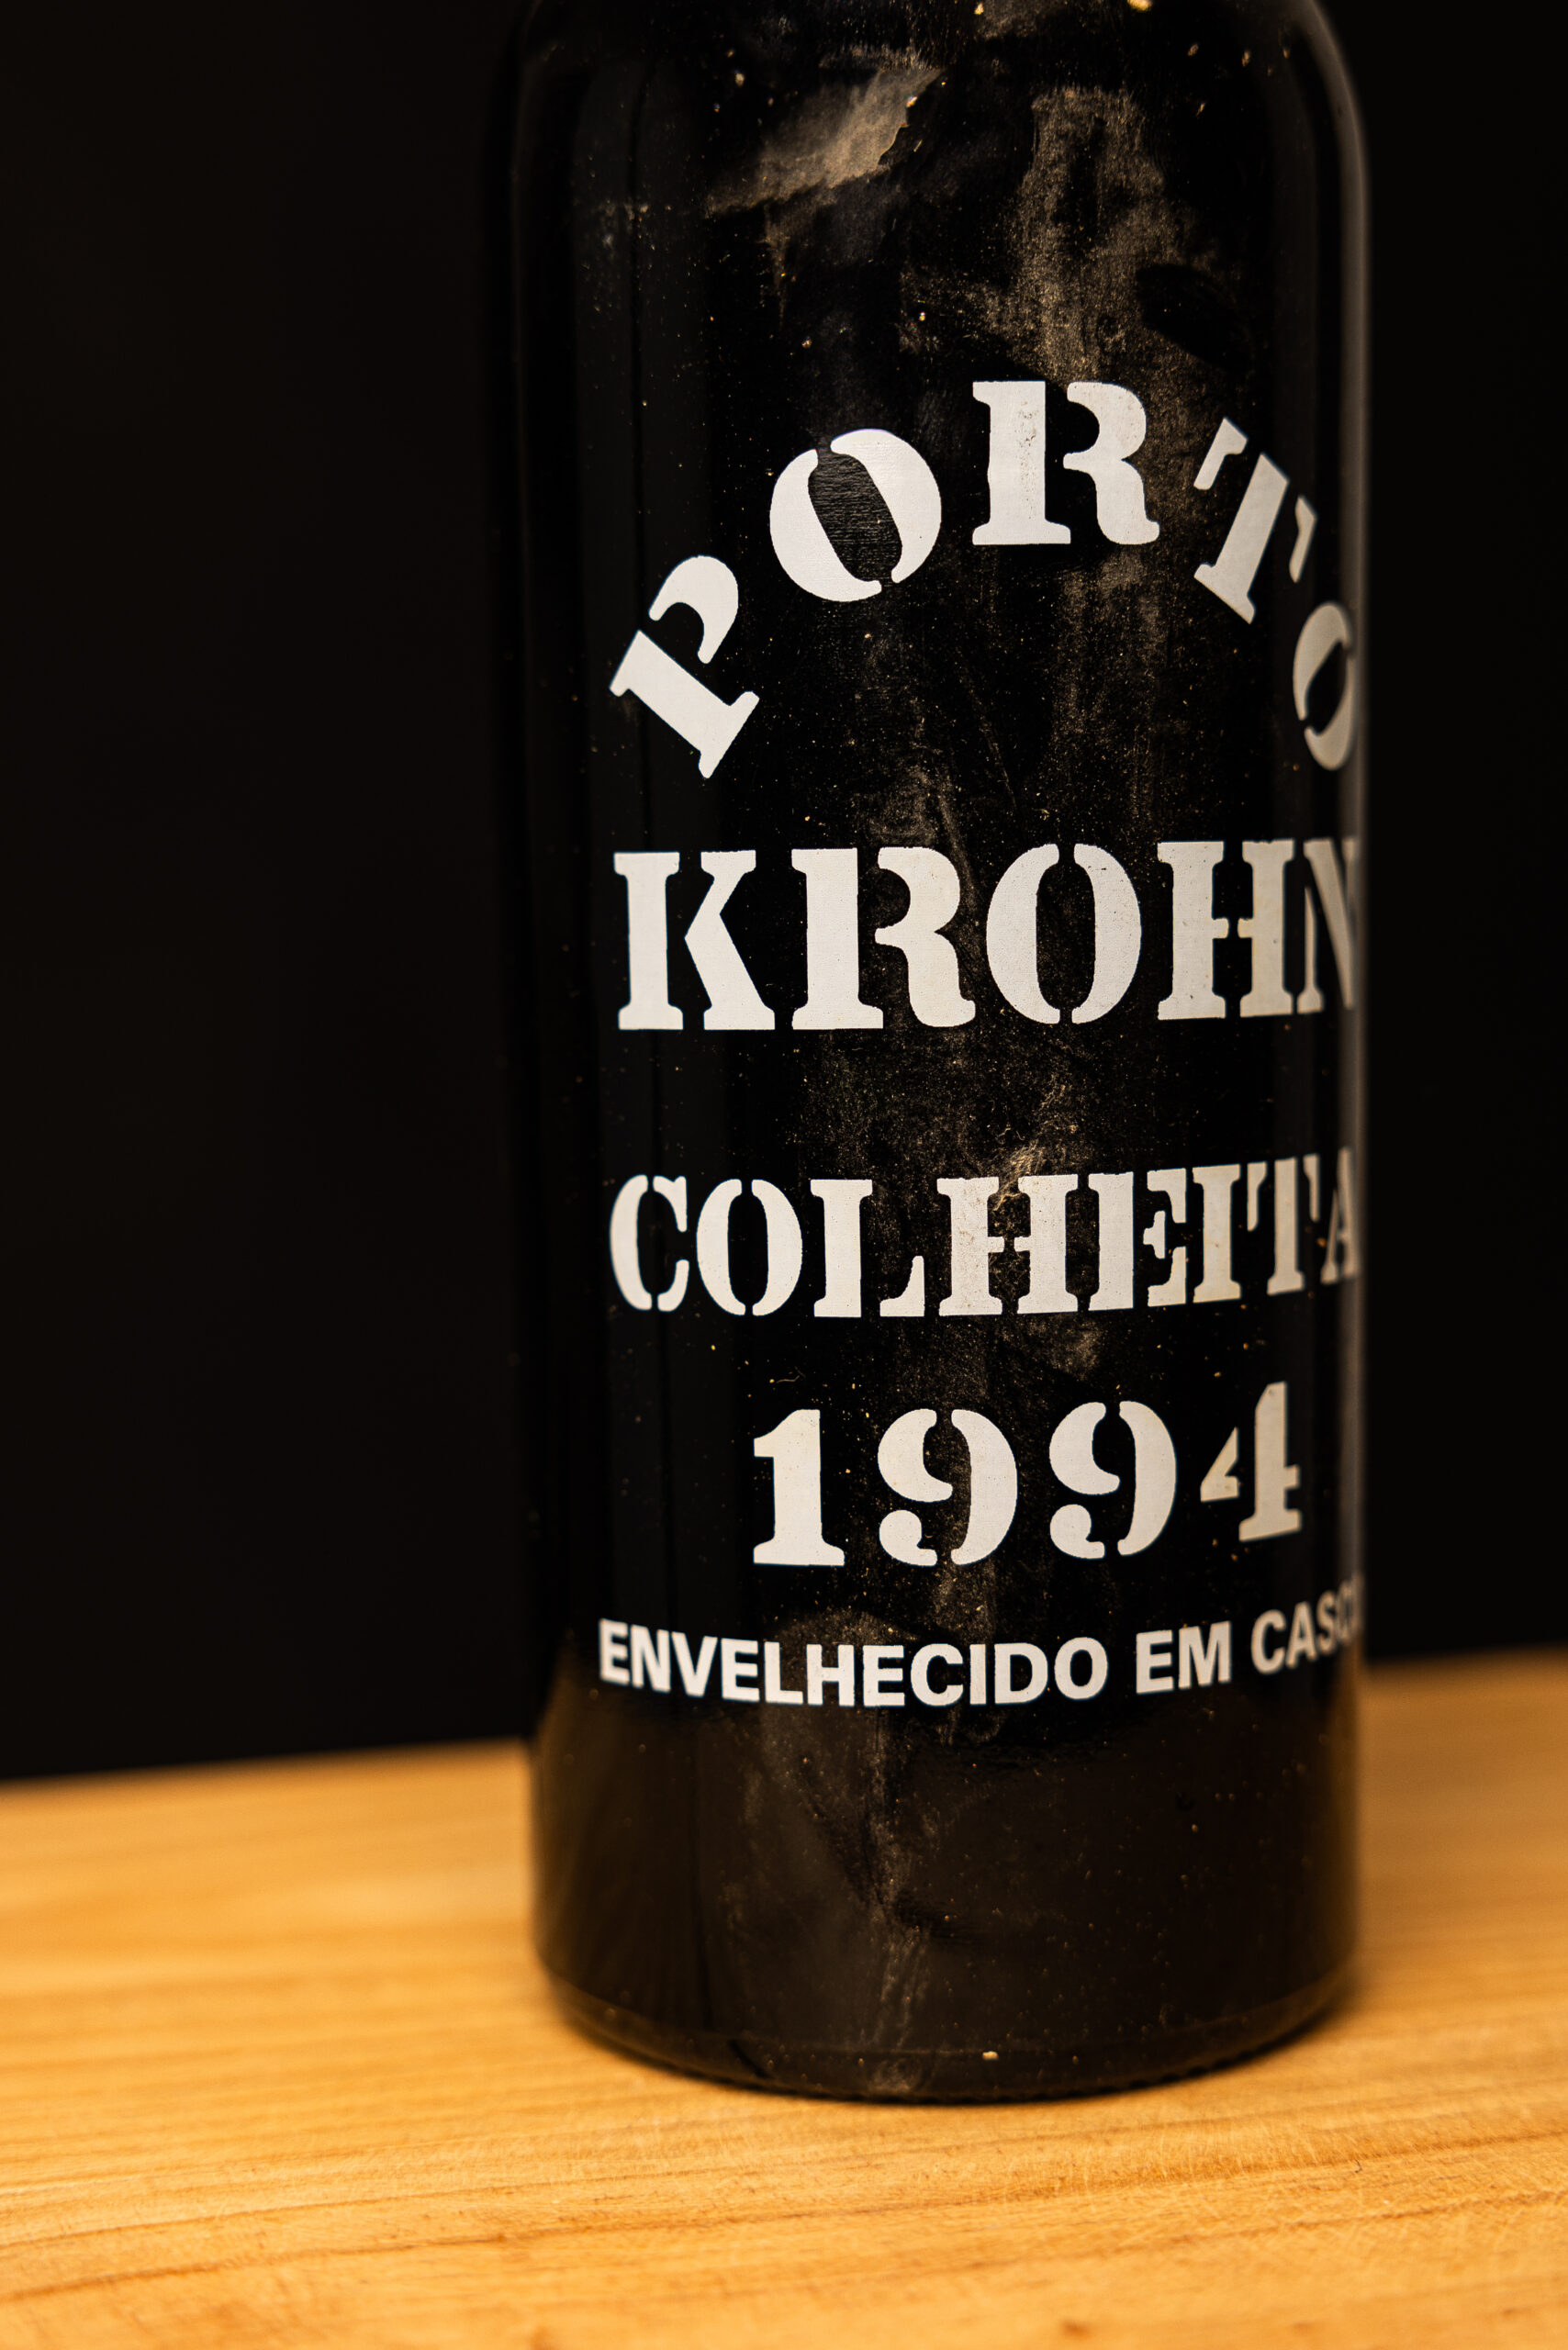 PORTO
KROHN
COLHEITA
1994
ENVELHECIDO EM